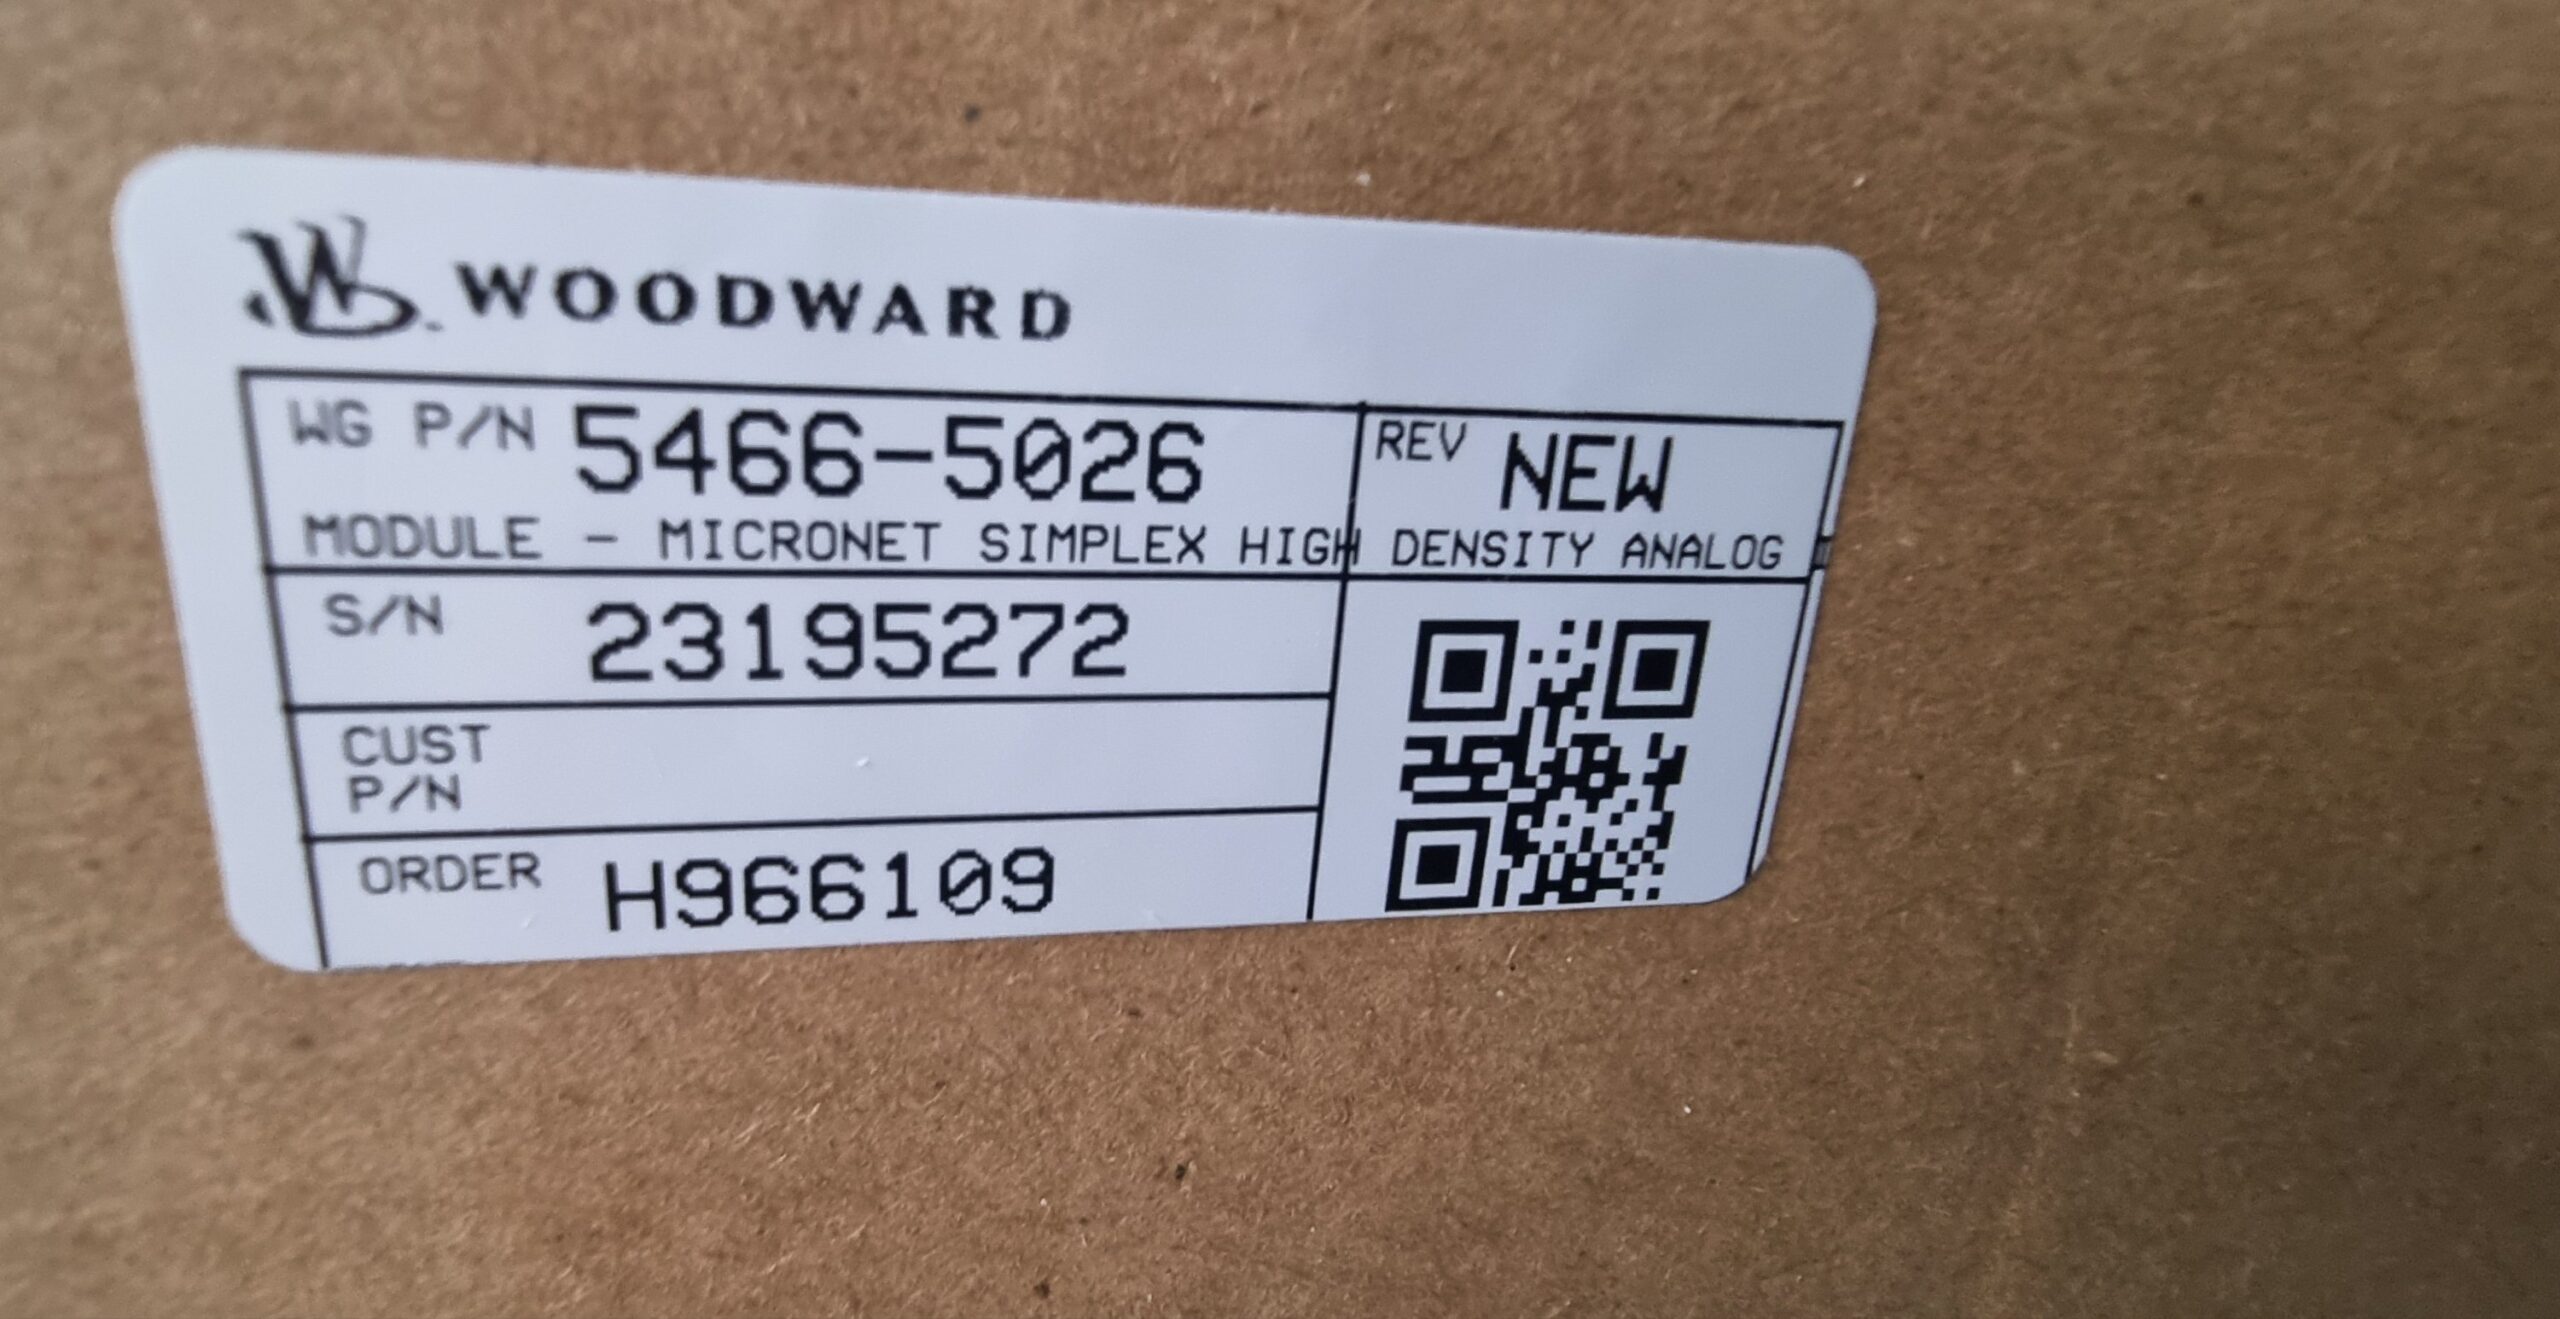 WOODWARD
WG P/N 5466-5026 REV NEW
MODULE - MICRONET SIMPLEX HIGH DENSITY ANALOG
S/N 23195272
CUST
P/N
ORDER H966109